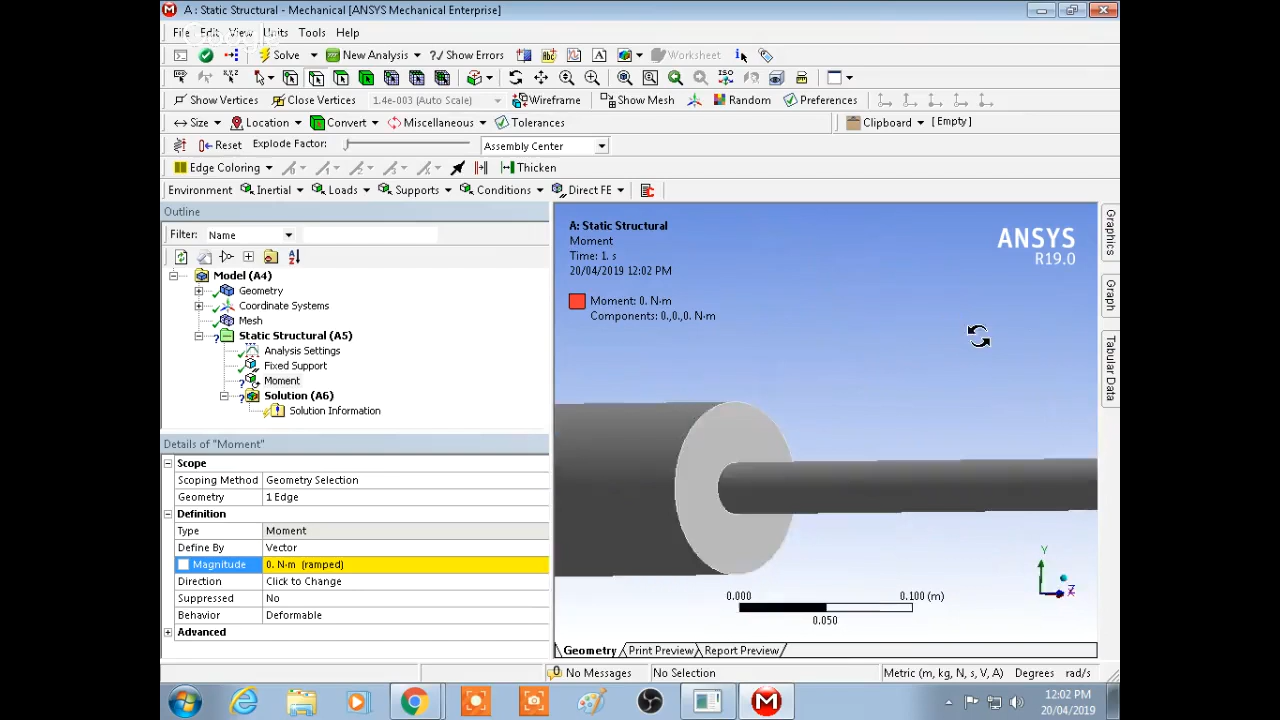 A : Static Structural - Mechanical [ANSYS Mechanical Enterprise]
File Edit View Units Tools Help
Solve New Analysis ?/ Show Errors Worksheet
Show Vertices Close Vertices 1.4e-003 (Auto Scale) Wireframe Show Mesh Random Preferences
Size Location Convert Miscellaneous Tolerances Clipboard [Empty]
Reset Explode Factor: Assembly Center
Edge Coloring Thicken
Environment Inertial Loads Supports Conditions Direct FE
Outline
Filter: Name
Model (A4)
Geometry
Coordinate Systems
Mesh
Static Structural (A5)
Analysis Settings
Fixed Support
Moment
Solution (A6)
Solution Information
Details of "Moment"
Scope
Scoping Method Geometry Selection
Geometry 1 Edge
Definition
Type Moment
Define By Vector
Magnitude 0. N·m (ramped)
Direction Click to Change
Suppressed No
Behavior Deformable
Advanced
A: Static Structural
Moment
Time: 1. s
20/04/2019 12:02 PM
Moment: 0. N·m
Components: 0.,0.,0. N·m
ANSYS
R19.0
0.000 0.100 (m)
0.050
Y
Z
Geometry Print Preview Report Preview
Graphics
Graph
Tabular Data
0 No Messages No Selection Metric (m, kg, N, s, V, A) Degrees rad/s
12:02 PM
20/04/2019